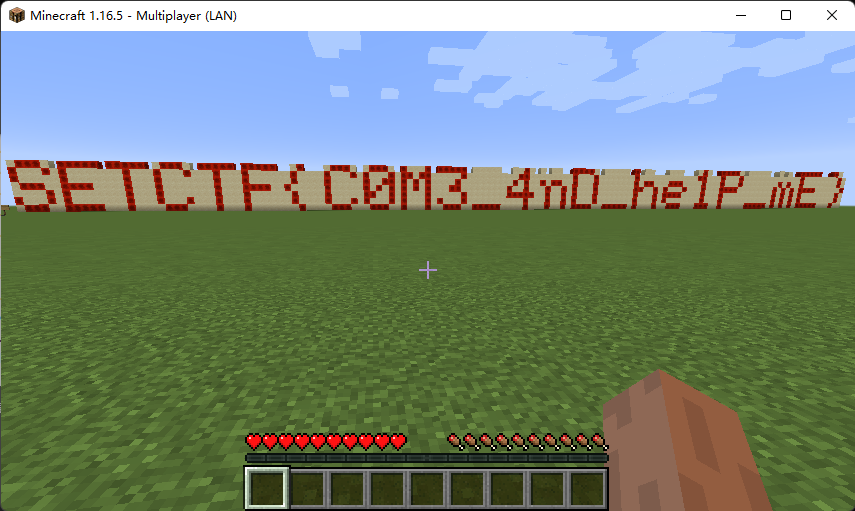 Minecraft 1.16.5 - Multiplayer (LAN)
SETCTF{C0M3_4nD_he1P_mE}